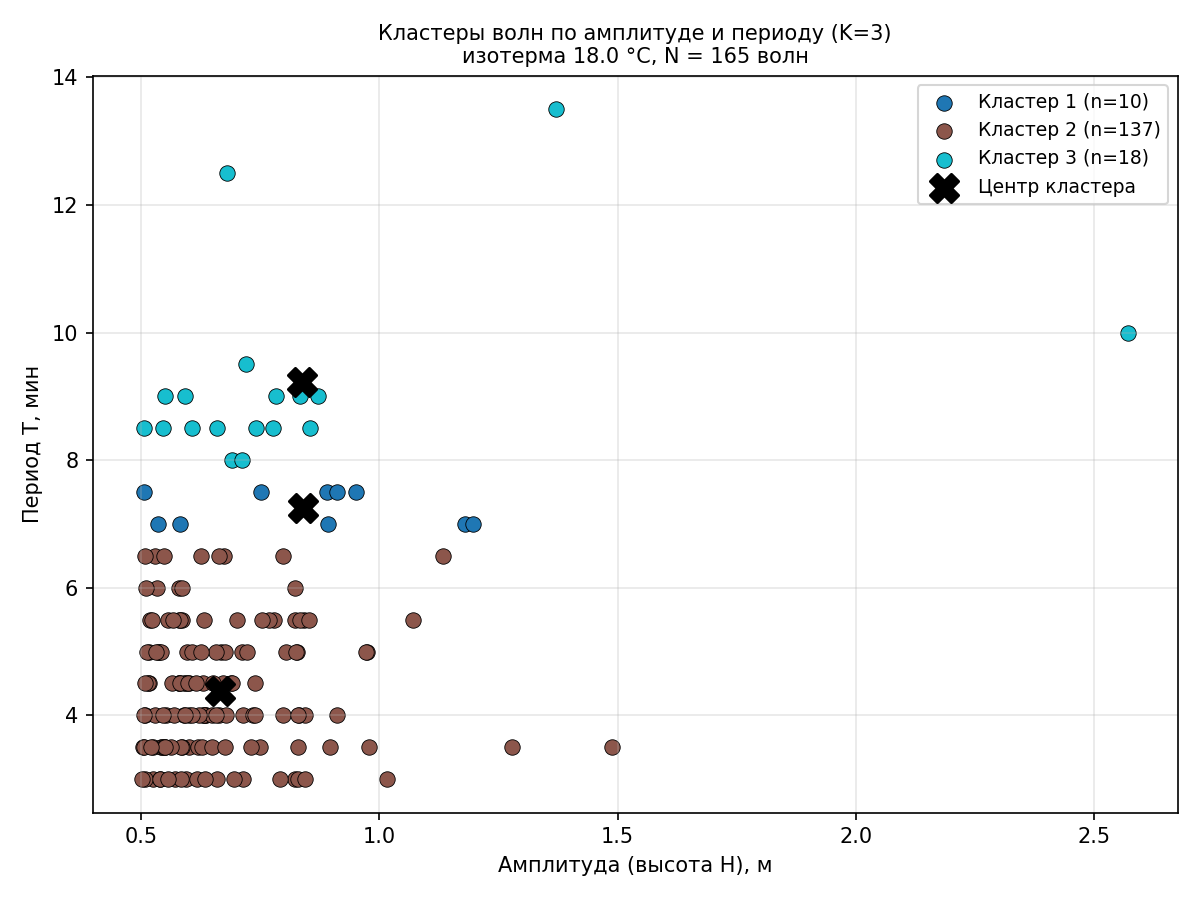 Кластеры волн по амплитуде и периоду (K=3)
изотерма 18.0 °C, N = 165 волн
Кластер 1 (n=10)
Кластер 2 (n=137)
Кластер 3 (n=18)
Центр кластера
Период T, мин
14
12
10
8
6
4
0.5
1.0
1.5
2.0
2.5
Амплитуда (высота H), м